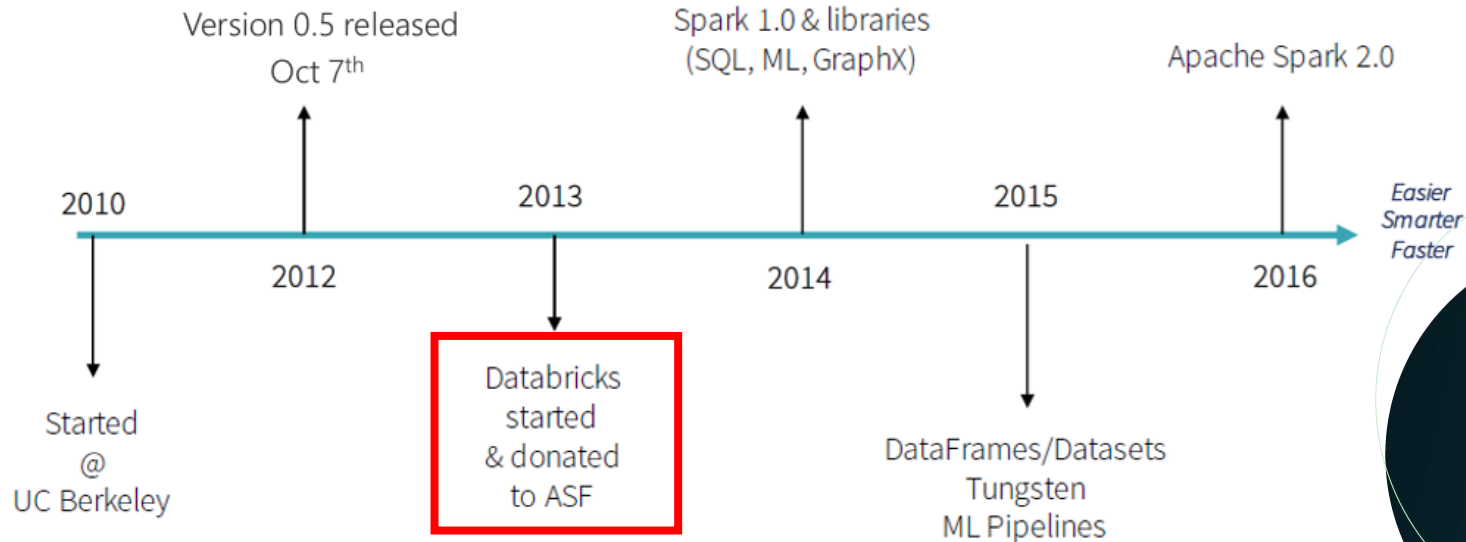 Version 0.5 released
Oct 7th
Spark 1.0 & libraries
(SQL, ML, GraphX)
Apache Spark 2.0
2010
2013
2015
Easier
Smarter
Faster
2012
2014
2016
Started
@
UC Berkeley
Databricks
started
& donated
to ASF
DataFrames/Datasets
Tungsten
ML Pipelines